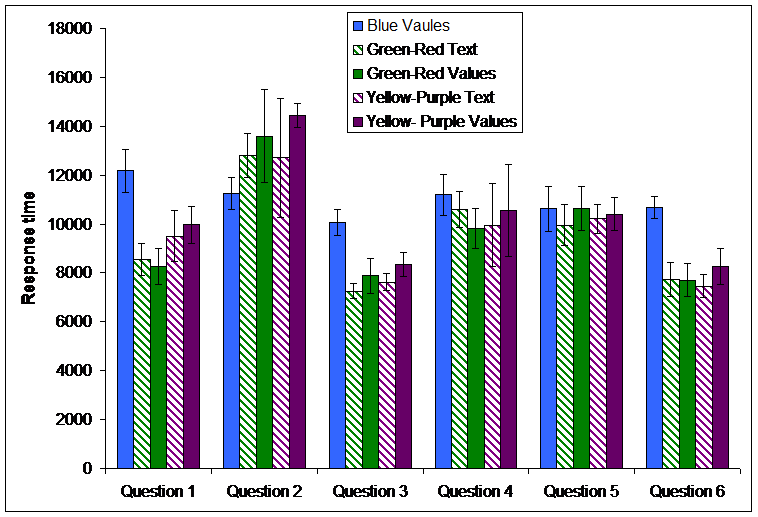 Blue Vaules
Green-Red Text
Green-Red Values
Yellow-Purple Text
Yellow- Purple Values
18000
16000
14000
12000
10000
8000
6000
4000
2000
0
Response time
Question 1 Question 2 Question 3 Question 4 Question 5 Question 6